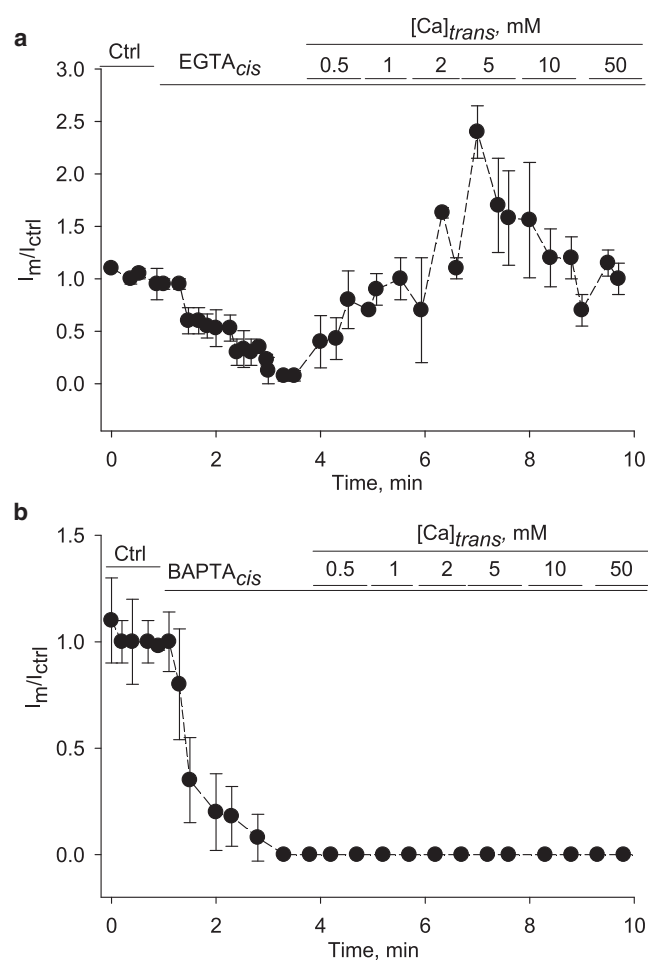 a
[Ca]trans, mM
Ctrl
EGTAcis
0.5 1 2 5 10 50
3.0
2.5
2.0
1.5
1.0
0.5
0.0
Im/Ictrl
0 2 4 6 8 10
Time, min
b
[Ca]trans, mM
Ctrl
BAPTAcis
0.5 1 2 5 10 50
1.5
1.0
0.5
0.0
Im/Ictrl
0 2 4 6 8 10
Time, min